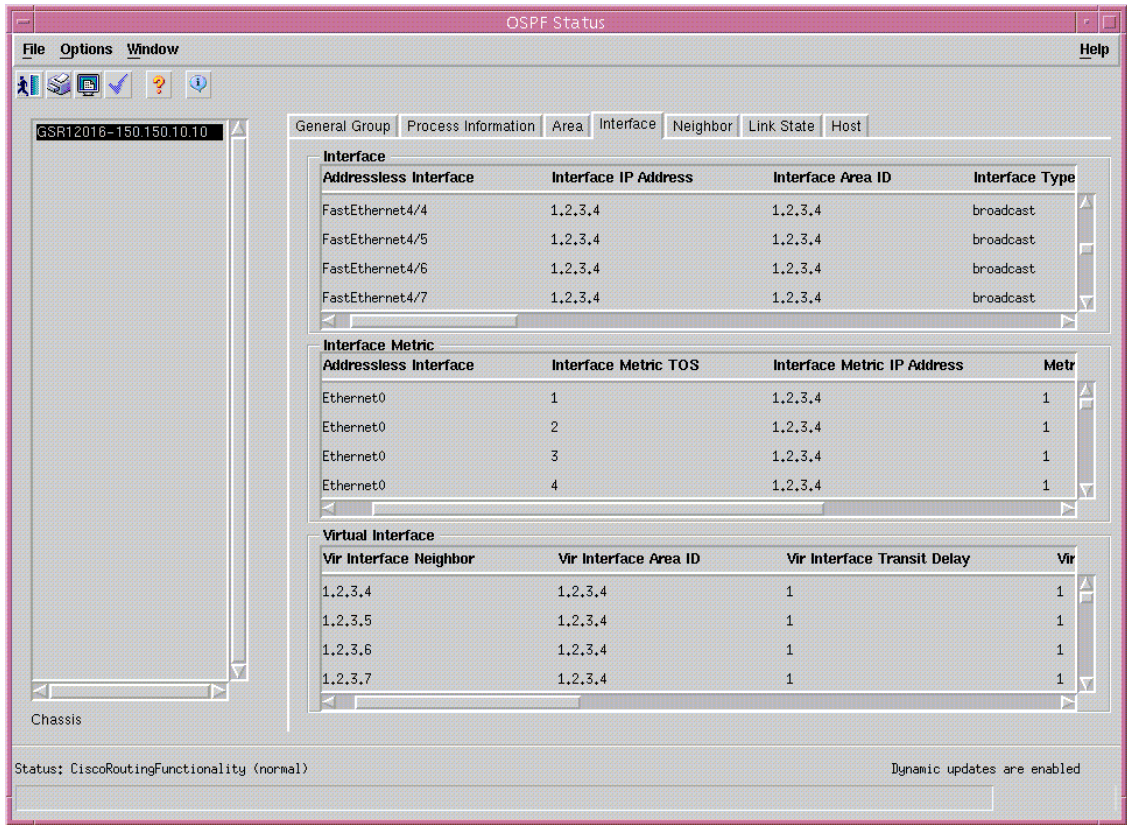 OSPF Status
File Options Window Help
GSR12016-150.150.10.10
Chassis
General Group Process Information Area Interface Neighbor Link State Host
Interface
Addressless Interface Interface IP Address Interface Area ID Interface Type
FastEthernet4/4 1.2.3.4 1.2.3.4 broadcast
FastEthernet4/5 1.2.3.4 1.2.3.4 broadcast
FastEthernet4/6 1.2.3.4 1.2.3.4 broadcast
FastEthernet4/7 1.2.3.4 1.2.3.4 broadcast
Interface Metric
Addressless Interface Interface Metric TOS Interface Metric IP Address Metr
Ethernet0 1 1.2.3.4 1
Ethernet0 2 1.2.3.4 1
Ethernet0 3 1.2.3.4 1
Ethernet0 4 1.2.3.4 1
Virtual Interface
Vir Interface Neighbor Vir Interface Area ID Vir Interface Transit Delay Vir
1.2.3.4 1.2.3.4 1 1
1.2.3.5 1.2.3.4 1 1
1.2.3.6 1.2.3.4 1 1
1.2.3.7 1.2.3.4 1 1
Status: CiscoRoutingFunctionality (normal) Dynamic updates are enabled